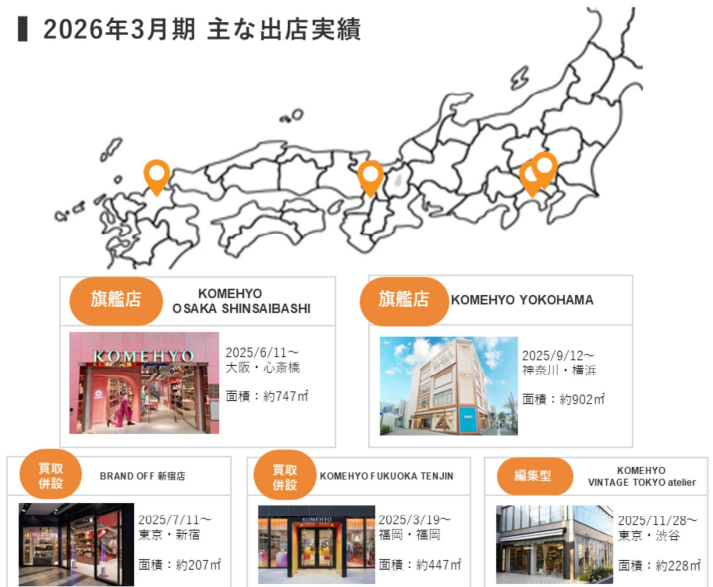 2026年3月期 主な出店実績
旗艦店
KOMEHYO
OSAKA SHINSAIBASHI
KOMEHYO
2025/6/11～
大阪・心斎橋
面積：約747㎡
旗艦店
KOMEHYO YOKOHAMA
2025/9/12～
神奈川・横浜
面積：約902㎡
買取
併設
BRAND OFF 新宿店
2025/7/11～
東京・新宿
面積：約207㎡
買取
併設
KOMEHYO FUKUOKA TENJIN
KOMEHYO
2025/3/19～
福岡・福岡
面積：約447㎡
編集型
KOMEHYO
VINTAGE TOKYO atelier
2025/11/28～
東京・渋谷
面積：約228㎡